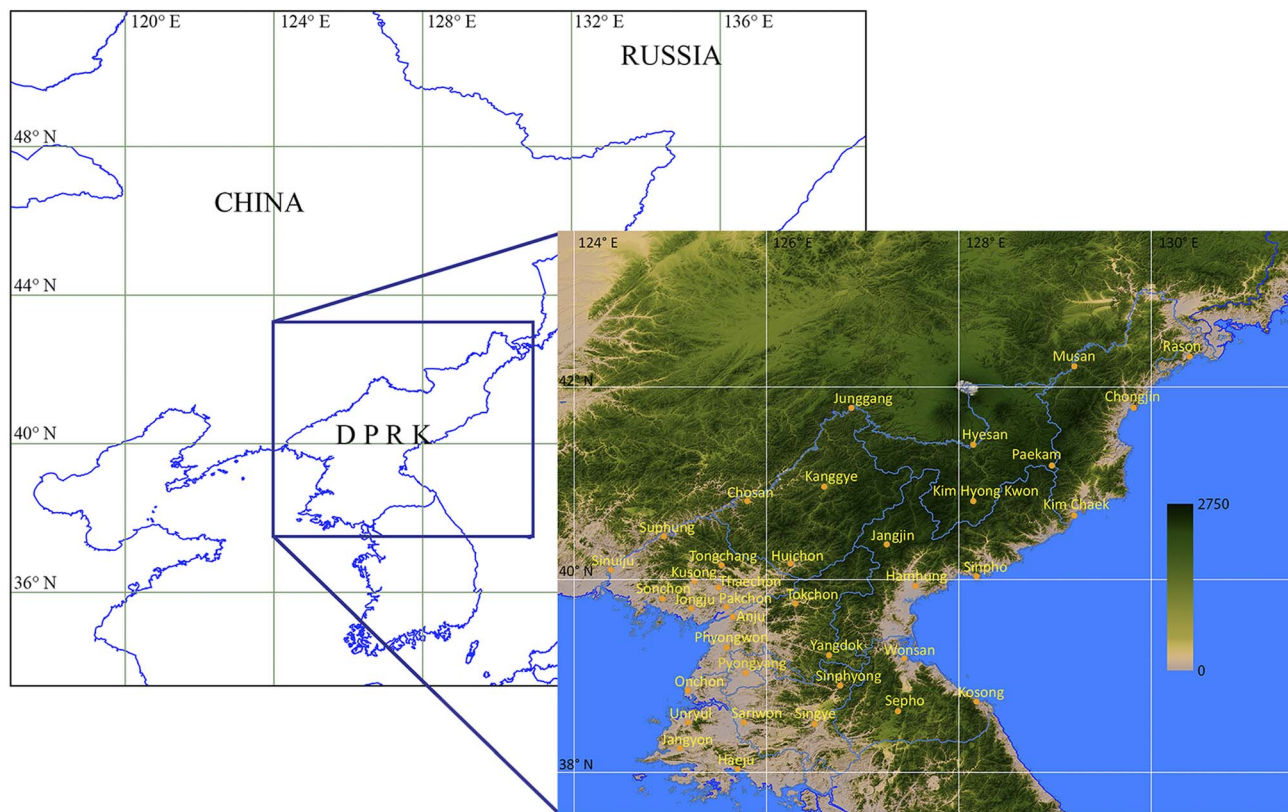 120° E
124° E
128° E
132° E
136° E
RUSSIA
48° N
CHINA
44° N
40° N
DPRK
36° N
124° E
126° E
128° E
130° E
Rason
Musan
42° N
Chongjin
Junggang
Hyesan
Paekam
Kanggye
Kim Hyong Kwon
Chosan
Kim Chaek
2750
Suphung
Jangjin
Tongchang
Huichon
Sinuiju
Sinpho
40° N
Kusong
Thaechon
Hamhung
Sonchon
Jongju
Pakchon
Tokchon
Anju
Phyongwon
Yangdok
Wonsan
Pyongyang
0
Sinphyong
Onchon
Kosong
Sepho
Unryul
Sariwon
Singye
Jangyon
Haeju
38° N